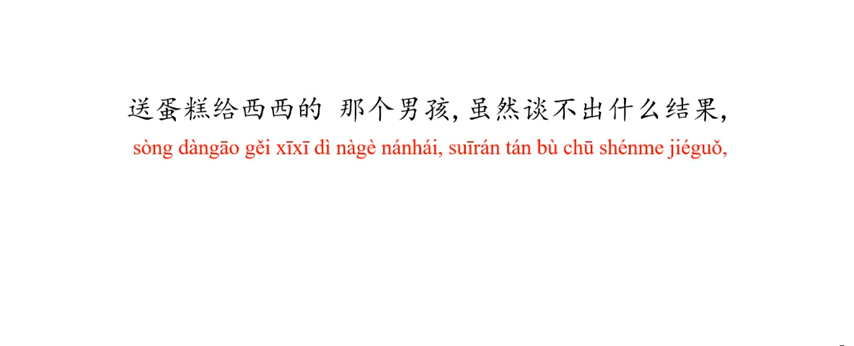 送蛋糕给西西的 那个男孩,虽然谈不出什么结果,
sòng dàngāo gěi xīxī dì nàgè nánhái, suīrán tán bù chū shénme jiéguǒ,